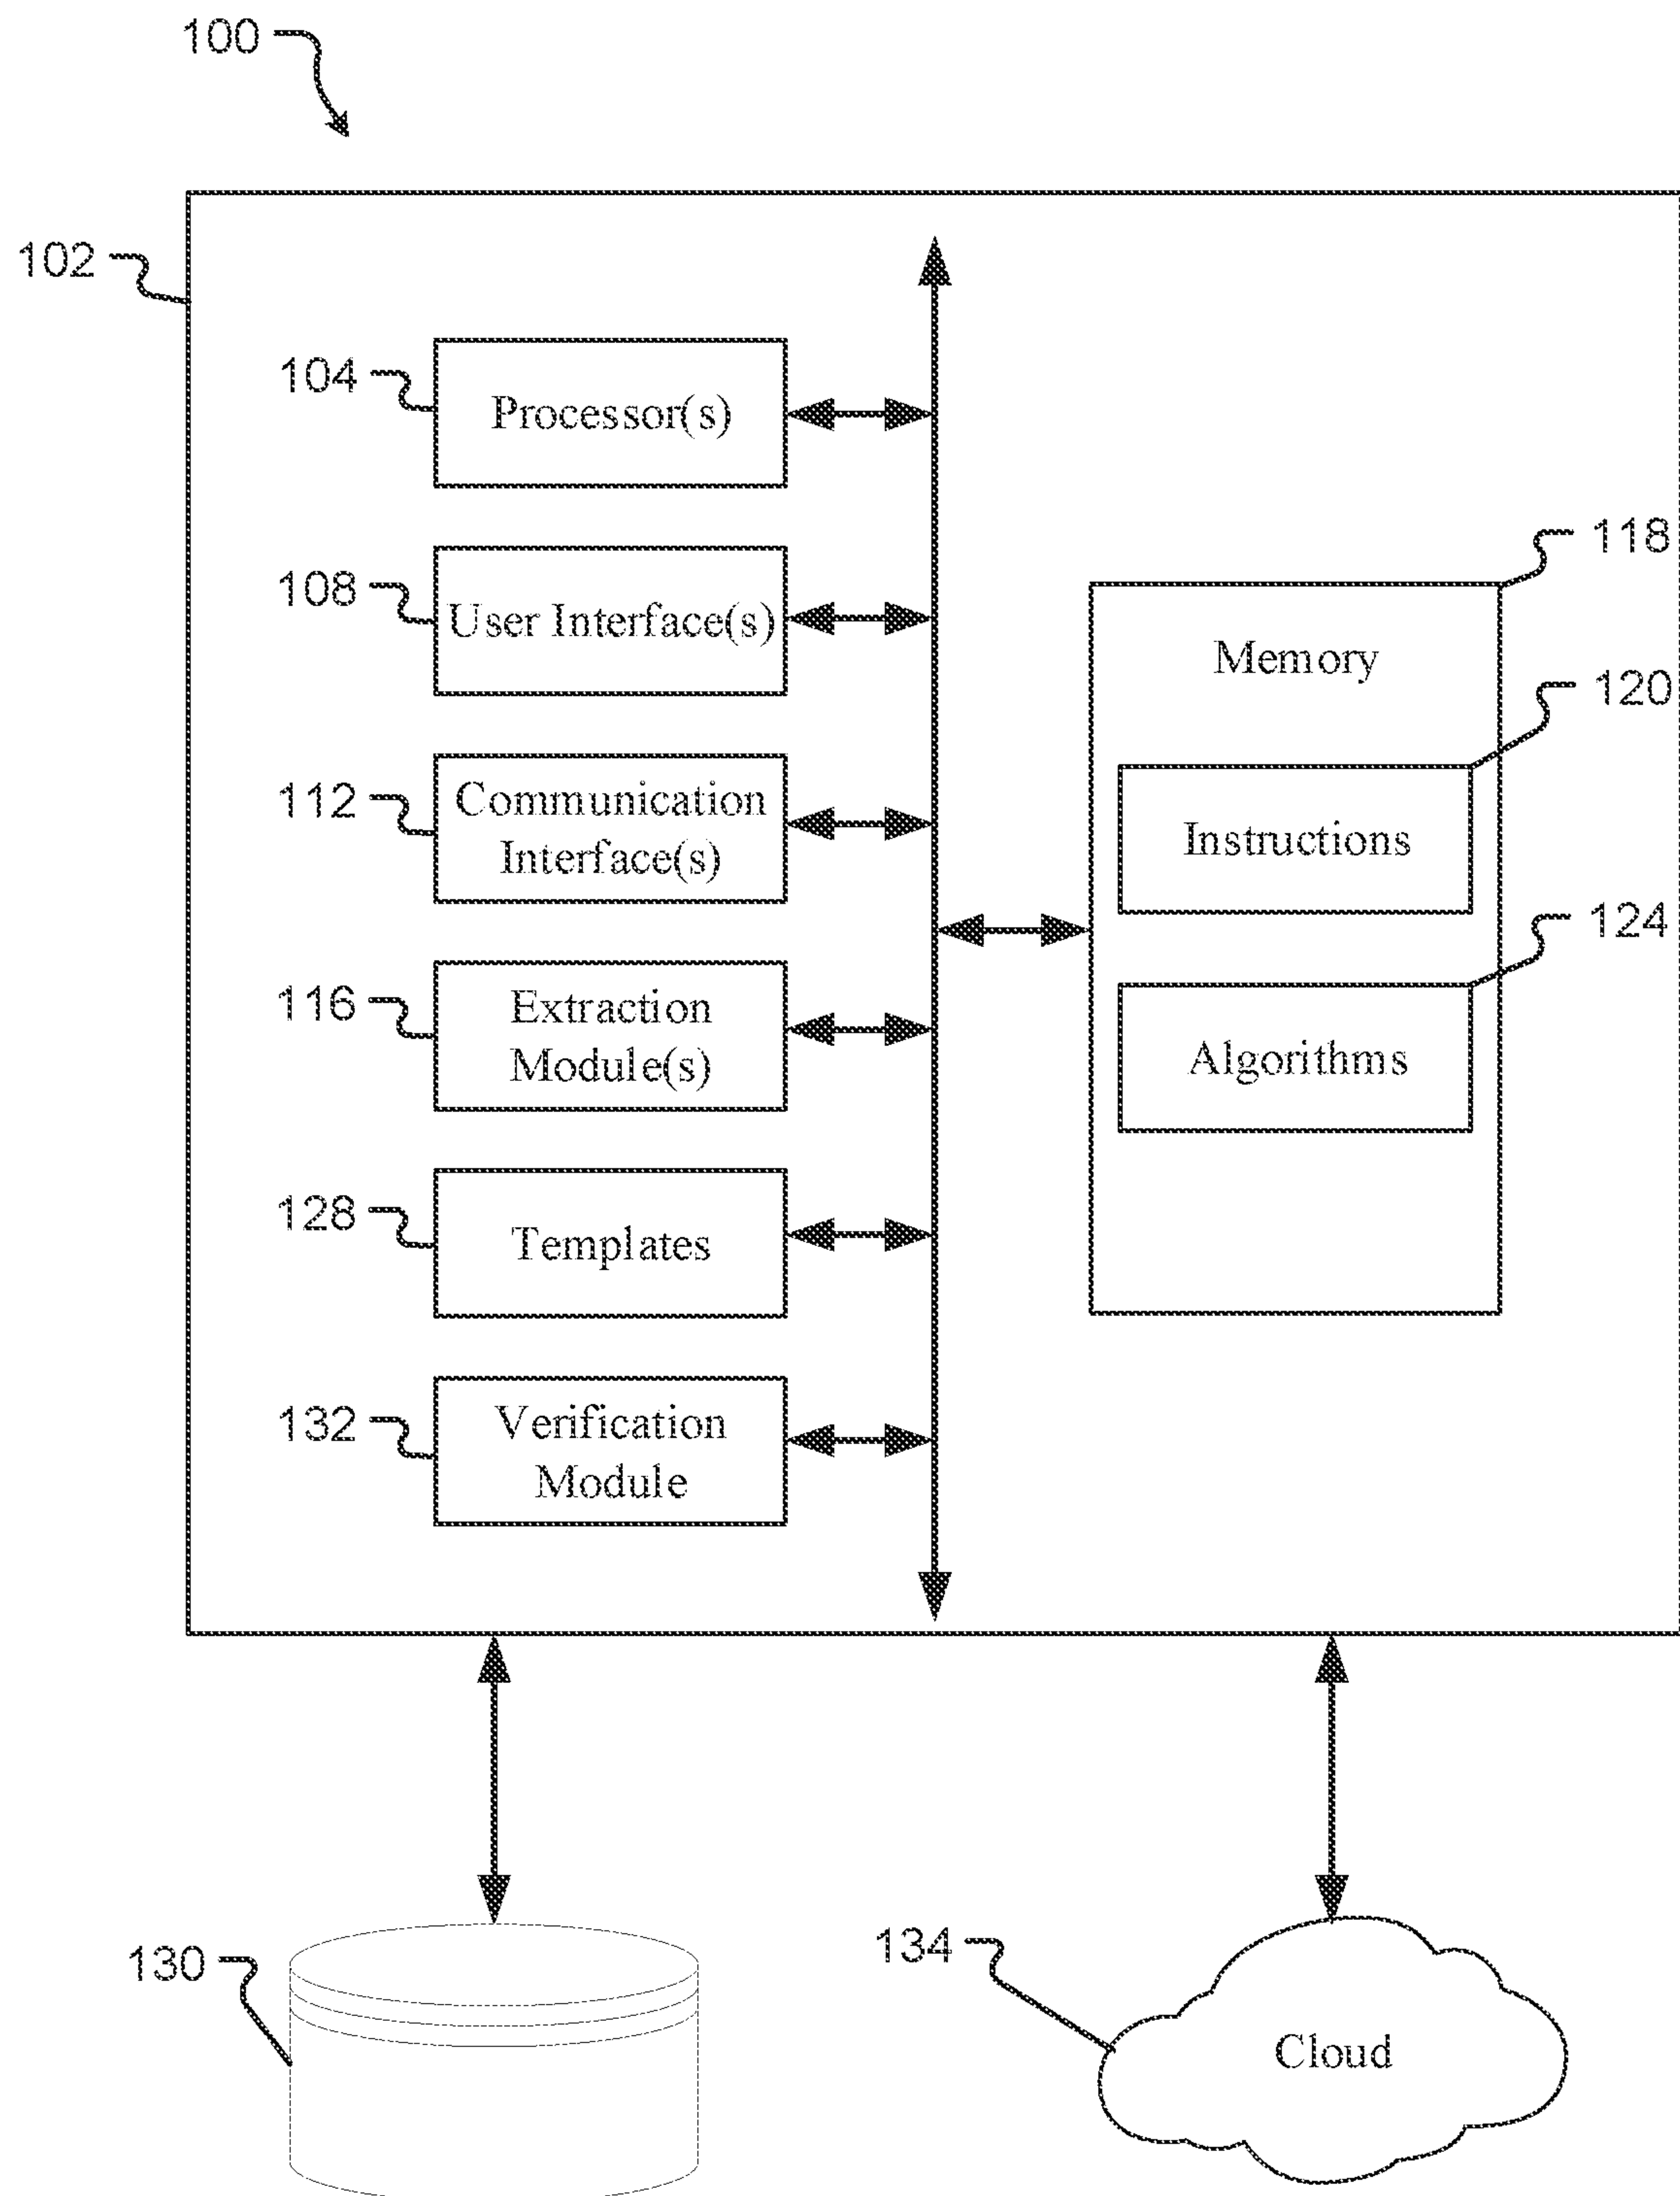 100
102
104
Processor(s)
108
User Interface(s)
118
Memory
120
112
Communication
Interface(s)
Instructions
124
116
Extraction
Module(s)
Algorithms
128
Templates
132
Verification
Module
130
134
Cloud